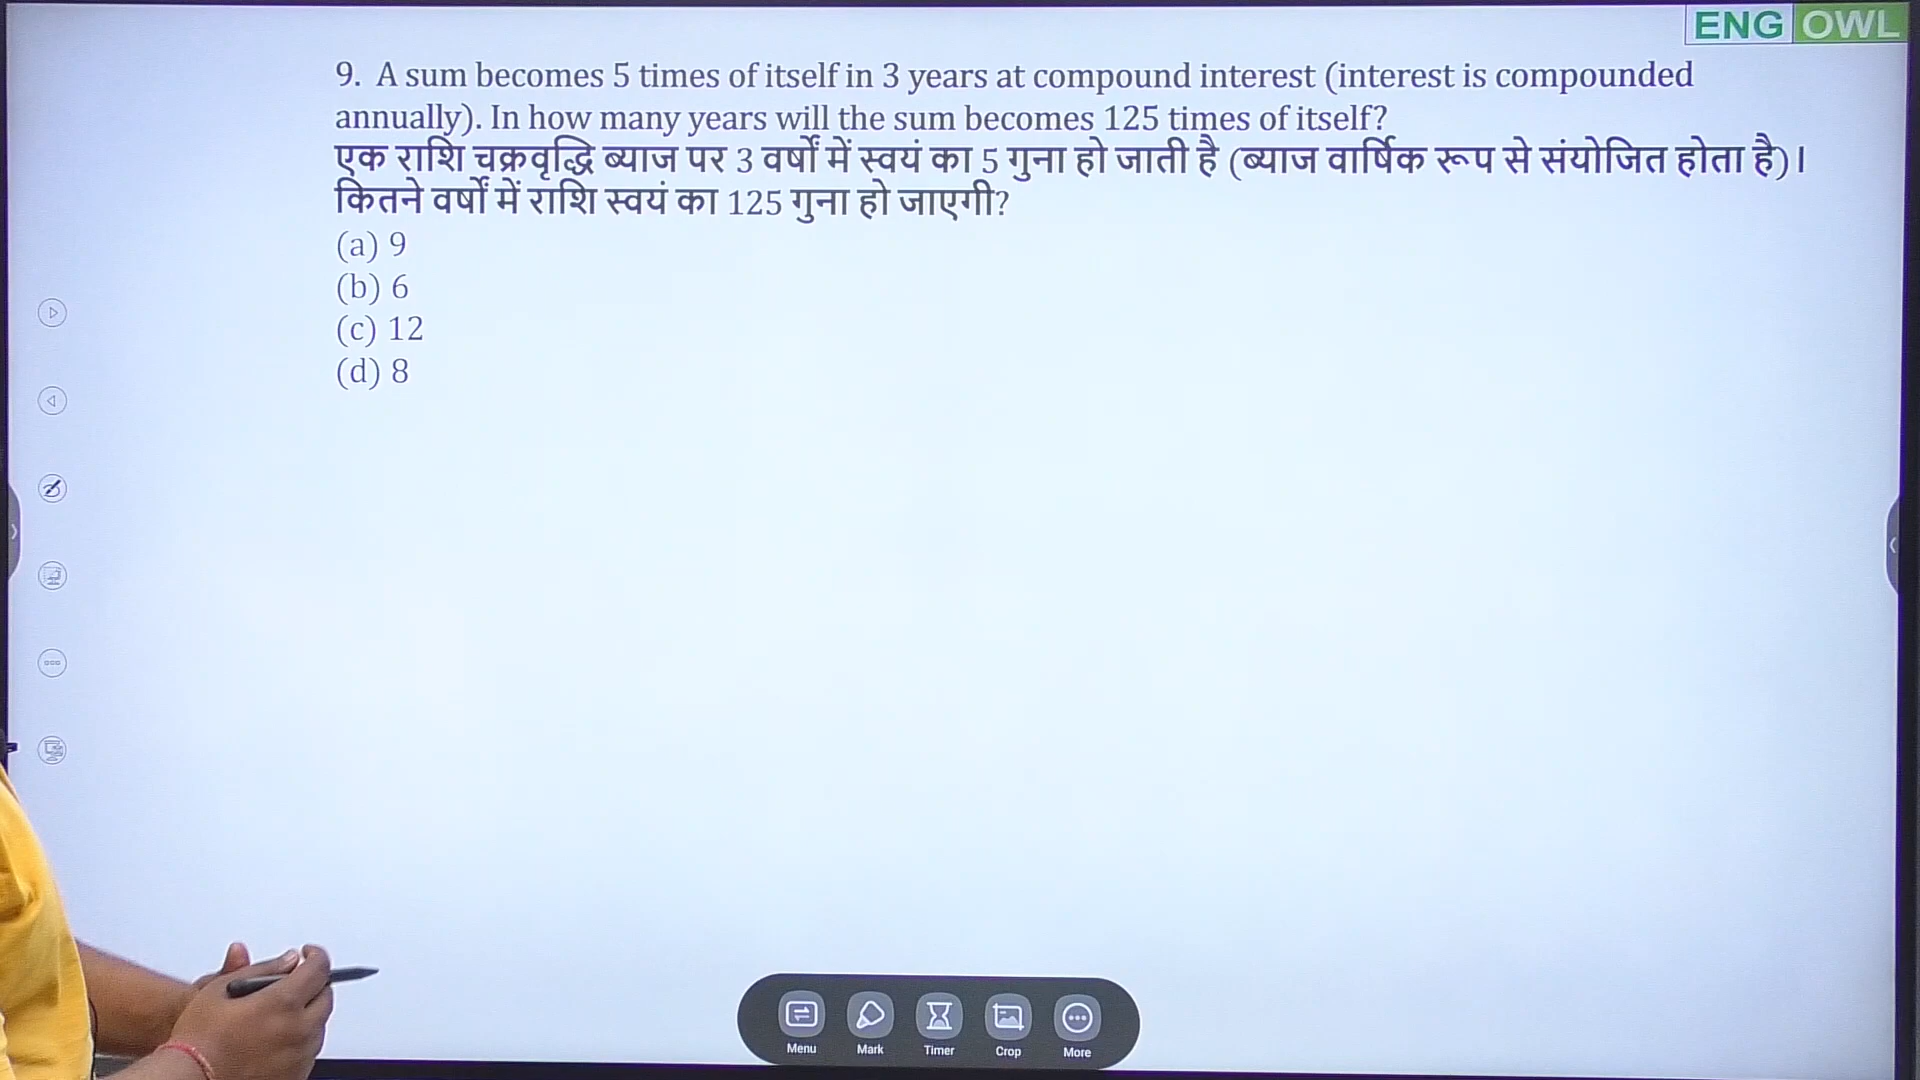 ENG OWL
9. A sum becomes 5 times of itself in 3 years at compound interest (interest is compounded
annually). In how many years will the sum becomes 125 times of itself?
एक राशि चक्रवृद्धि ब्याज पर 3 वर्षों में स्वयं का 5 गुना हो जाती है (ब्याज वार्षिक रूप से संयोजित होता है)।
कितने वर्षों में राशि स्वयं का 125 गुना हो जाएगी?
(a) 9
(b) 6
(c) 12
(d) 8
Menu Mark Timer Crop More